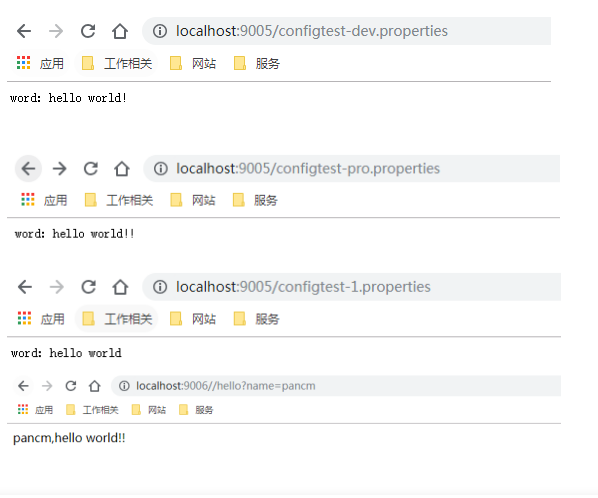 localhost:9005/configtest-dev.properties
应用 工作相关 网站 服务
word: hello world!
localhost:9005/configtest-pro.properties
应用 工作相关 网站 服务
word: hello world!!
localhost:9005/configtest-1.properties
应用 工作相关 网站 服务
word: hello world
localhost:9006//hello?name=pancm
应用 工作相关 网站 服务
pancm,hello world!!